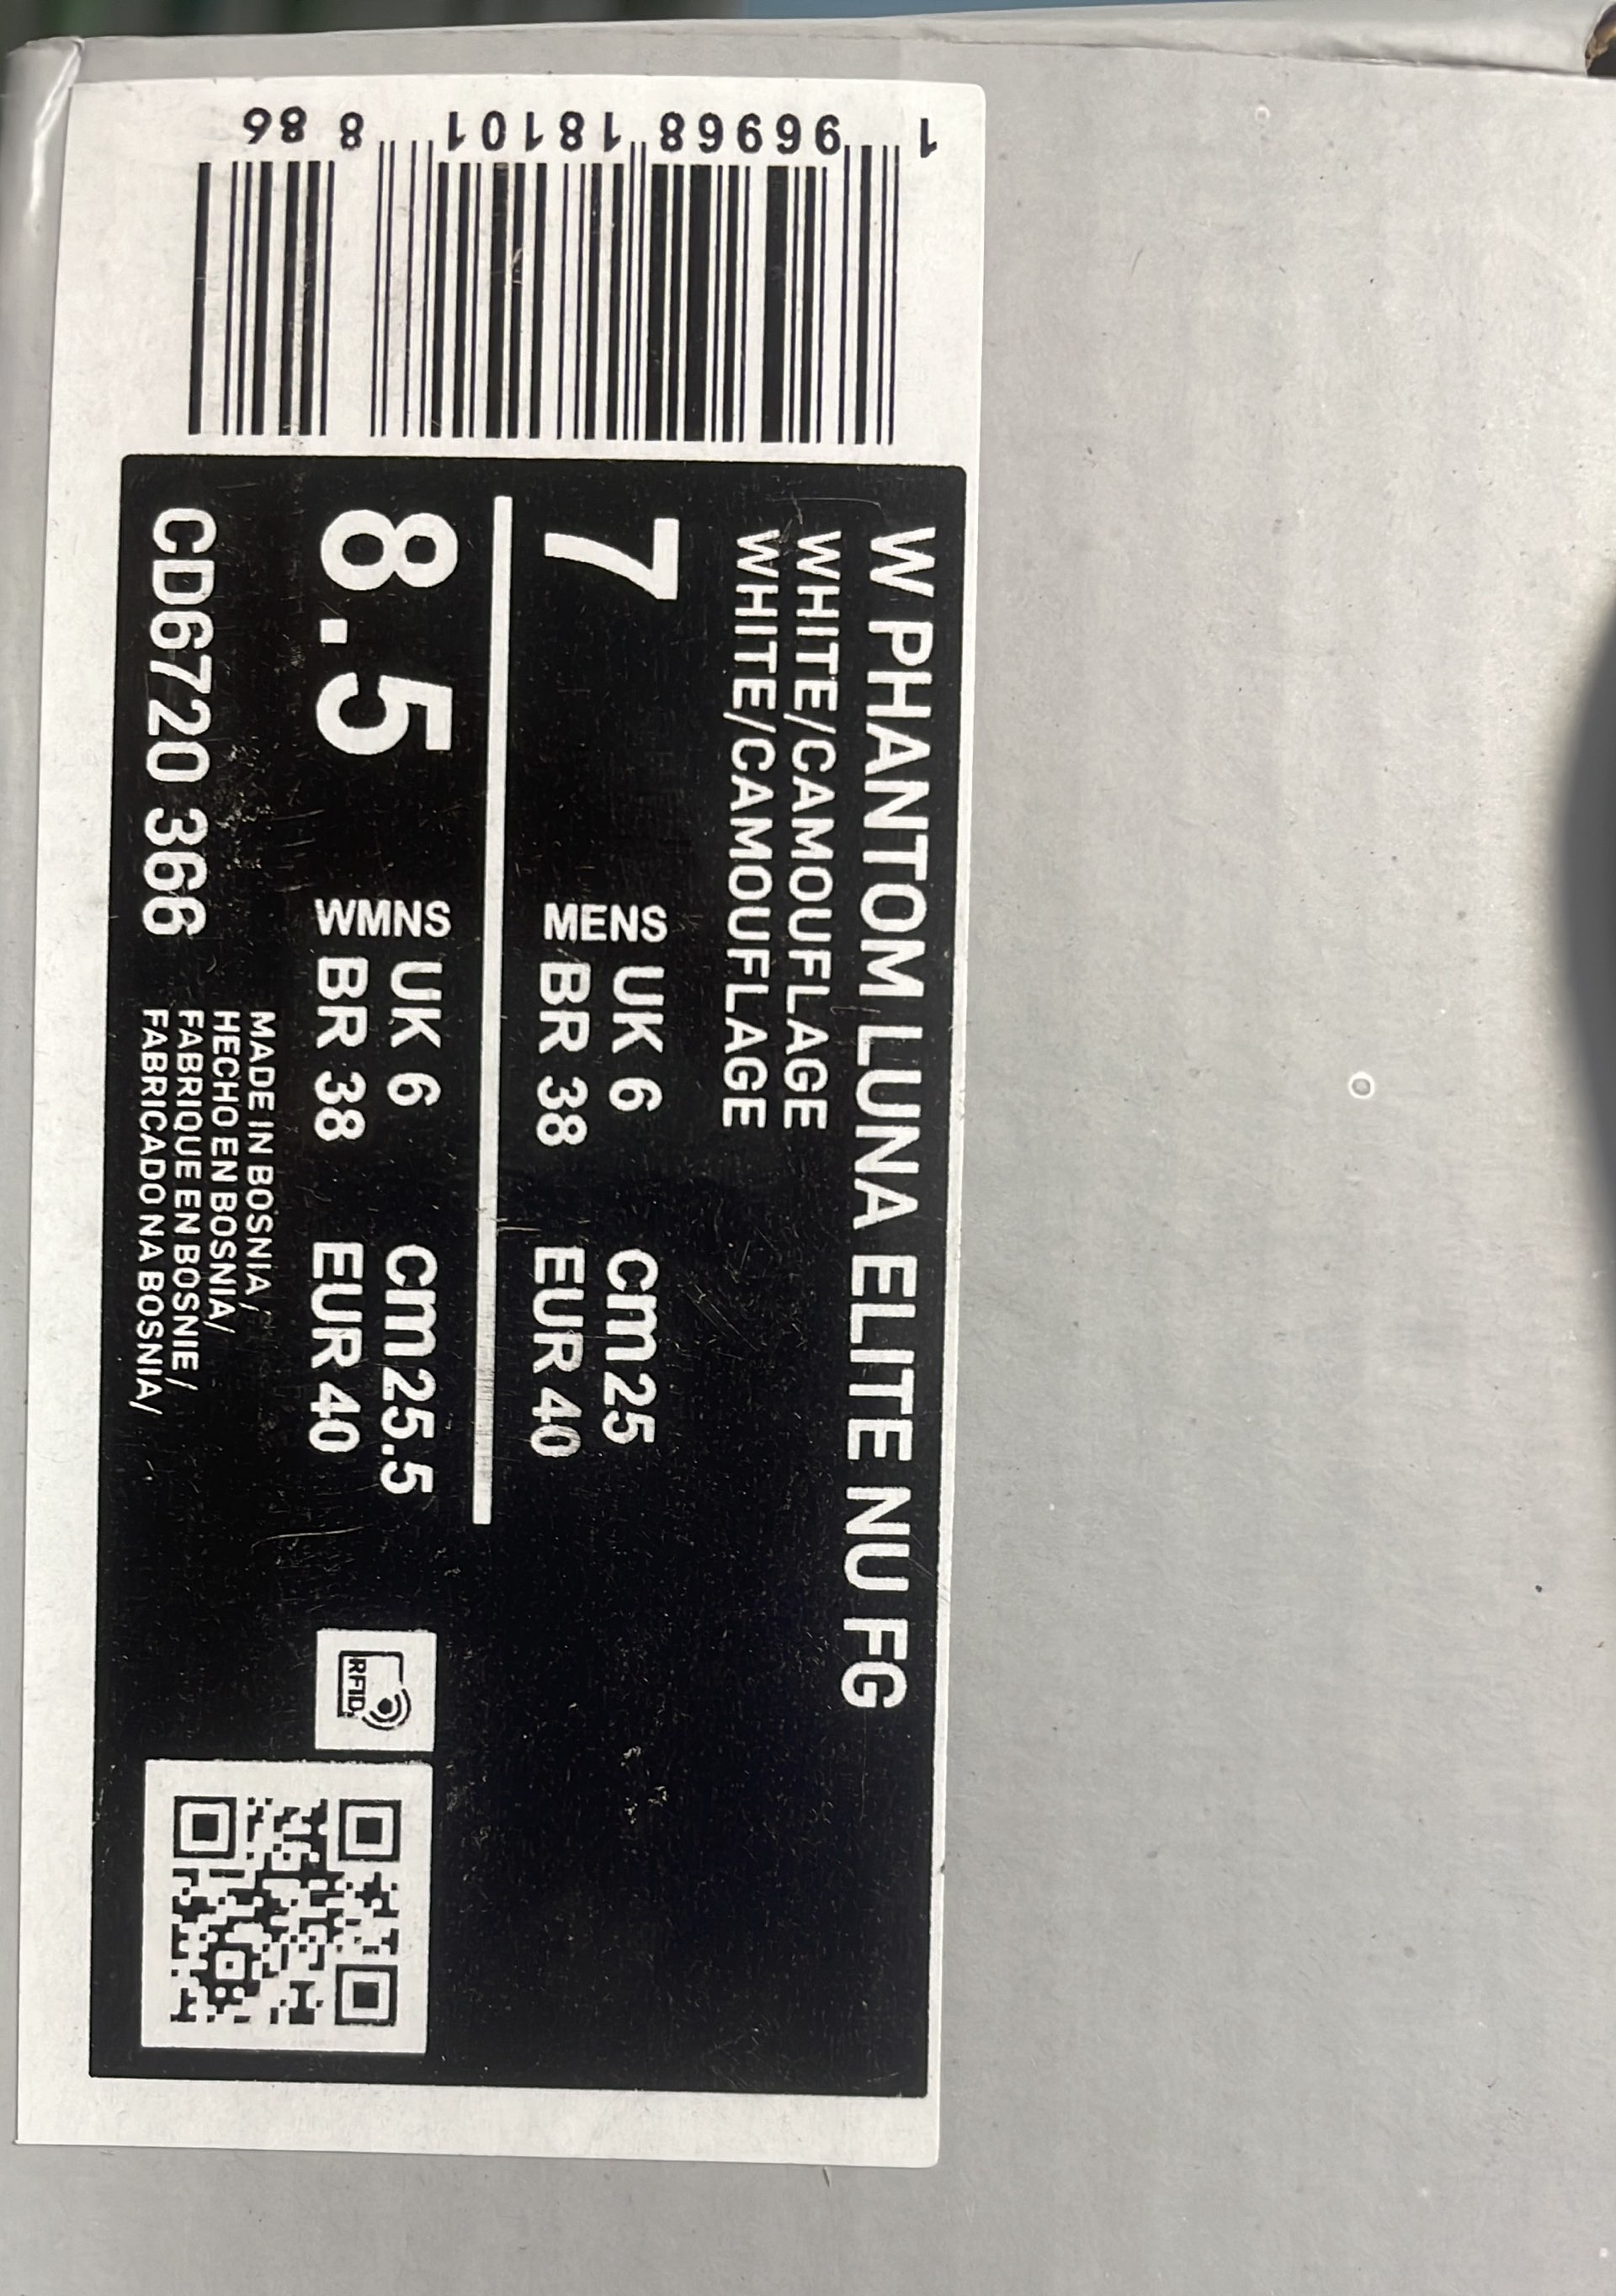 W PHANTOM LUNA ELITE NU FG
WHITE/CAMOUFLAGE
WHITE/CAMOUFLAGE
7 MENS UK 6 Cm 25
BR 38 EUR 40
8.5 WMNS UK 6 Cm 25.5
BR 38 EUR 40
CD6720 366
MADE IN BOSNIA/
HECHO EN BOSNIA/
FABRIQUE EN BOSNIE/
FABRICADO NA BOSNIA/
RFID
1 96968 18101 8 86